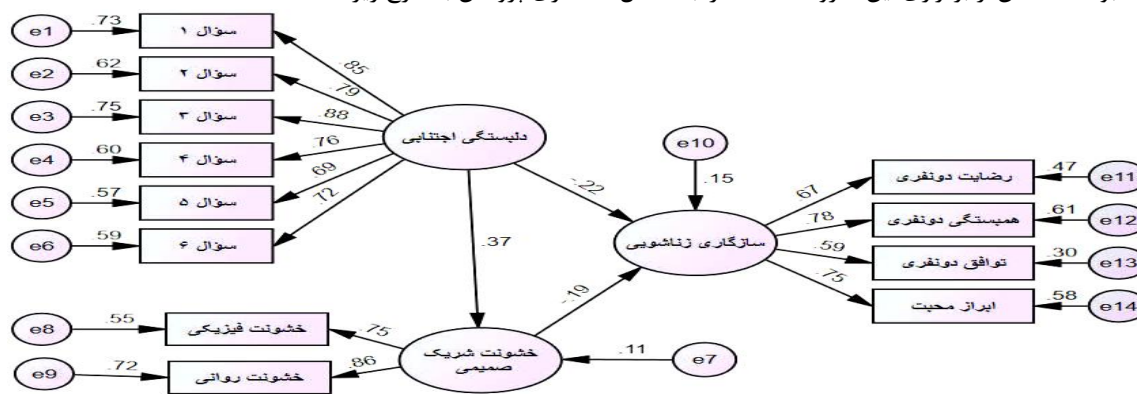 e1 .73 سؤال ۱ .85
e2 .62 سؤال ۲ .79
e3 .75 سؤال ۳ .88
e4 .60 سؤال ۴ .76
e5 .57 سؤال ۵ .69
e6 .59 سؤال ۶ .72
دلبستگی اجتنابی
-.22
.37
e10
.15
سازگاری زناشویی
.67 رضایت دونفری .47 e11
.78 همبستگی دونفری .61 e12
.59 توافق دونفری .30 e13
.75 ابراز محبت .58 e14
-.19
e8 .55 خشونت فیزیکی .75
e9 .72 خشونت روانی .86
خشونت شریک
صمیمی
.11 e7